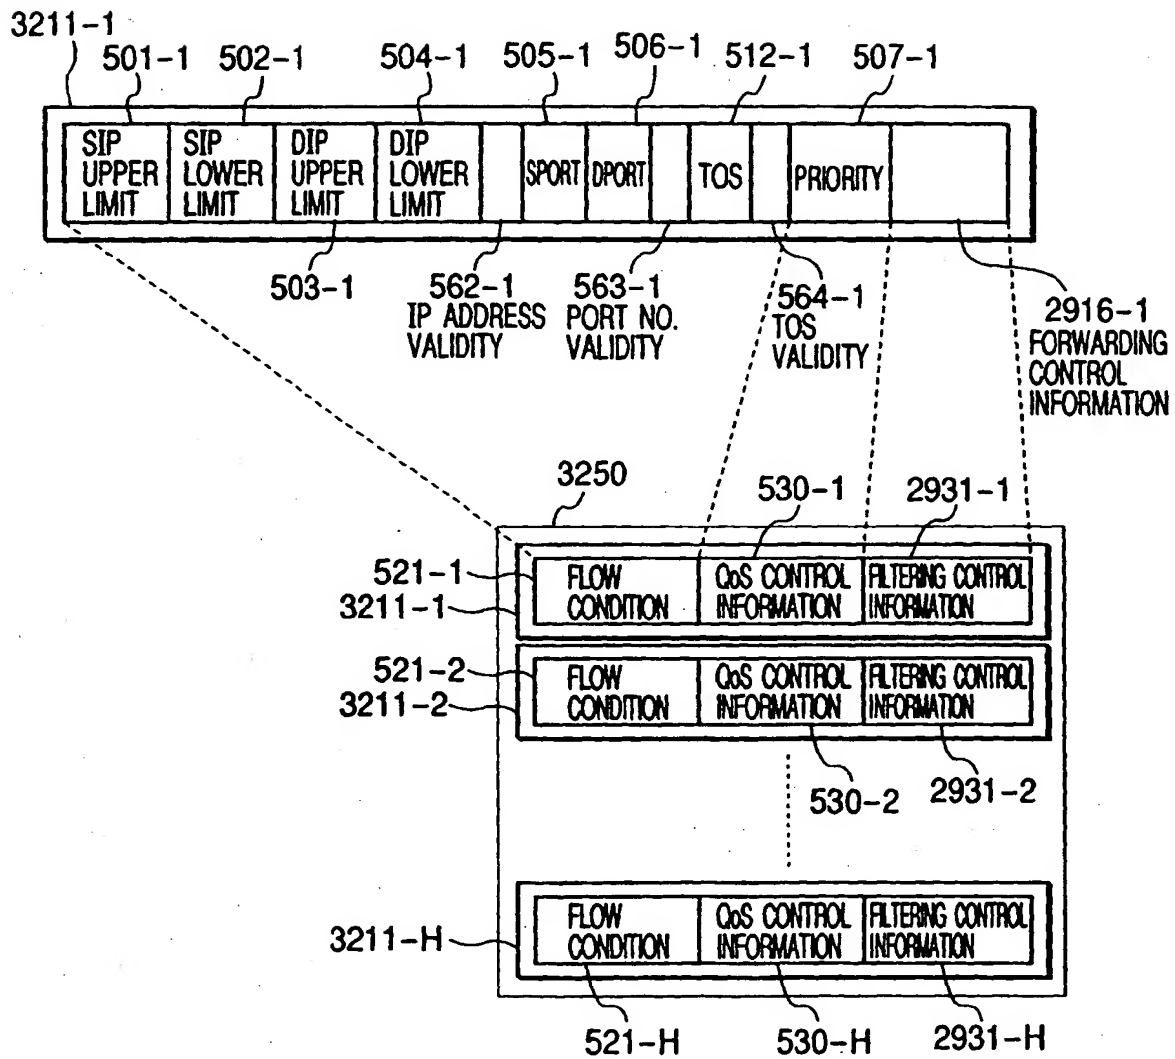 3211-1
501-1
502-1
504-1
505-1
506-1
512-1
507-1
SIP
UPPER
LIMIT
SIP
LOWER
LIMIT
DIP
UPPER
LIMIT
DIP
LOWER
LIMIT
SPORT
DPORT
TOS
PRIORITY
503-1
562-1
IP ADDRESS
VALIDITY
563-1
PORT NO.
VALIDITY
564-1
TOS
VALIDITY
2916-1
FORWARDING
CONTROL
INFORMATION
3250
530-1
2931-1
521-1
3211-1
FLOW
CONDITION
QoS CONTROL
INFORMATION
FILTERING CONTROL
INFORMATION
521-2
3211-2
FLOW
CONDITION
QoS CONTROL
INFORMATION
FILTERING CONTROL
INFORMATION
530-2
2931-2
3211-H
FLOW
CONDITION
QoS CONTROL
INFORMATION
FILTERING CONTROL
INFORMATION
521-H
530-H
2931-H